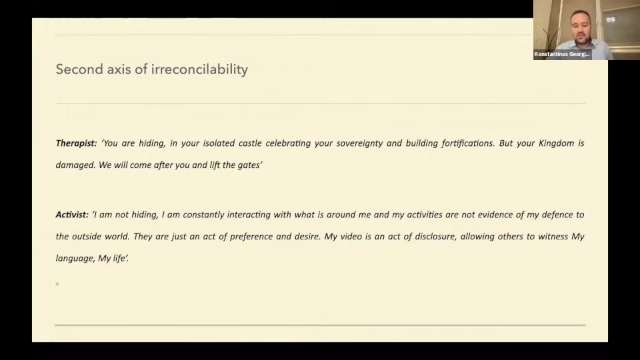 Konstantinos Georgi...
Second axis of irreconcilability
Therapist: ‘You are hiding, in your isolated castle celebrating your sovereignty and building fortifications. But your Kingdom is
damaged. We will come after you and lift the gates’
Activist: ‘I am not hiding, I am constantly interacting with what is around me and my activities are not evidence of my defence to
the outside world. They are just an act of preference and desire. My video is an act of disclosure, allowing others to witness My
language, My life’.